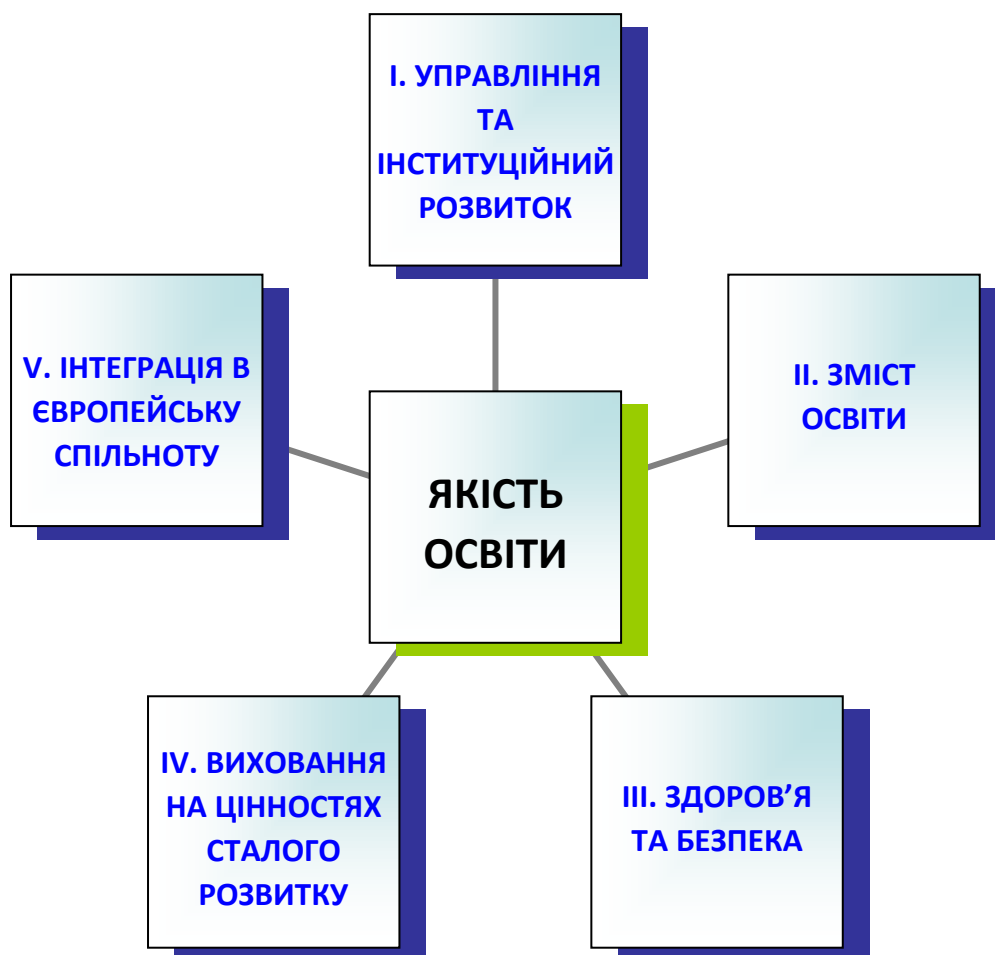 І. УПРАВЛІННЯ
ТА
ІНСТИТУЦІЙНИЙ
РОЗВИТОК
ІІ. ЗМІСТ
ОСВІТИ
ІІІ. ЗДОРОВ’Я
ТА БЕЗПЕКА
ІV. ВИХОВАННЯ
НА ЦІННОСТЯХ
СТАЛОГО
РОЗВИТКУ
V. ІНТЕГРАЦІЯ В
ЄВРОПЕЙСЬКУ
СПІЛЬНОТУ
ЯКІСТЬ
ОСВІТИ